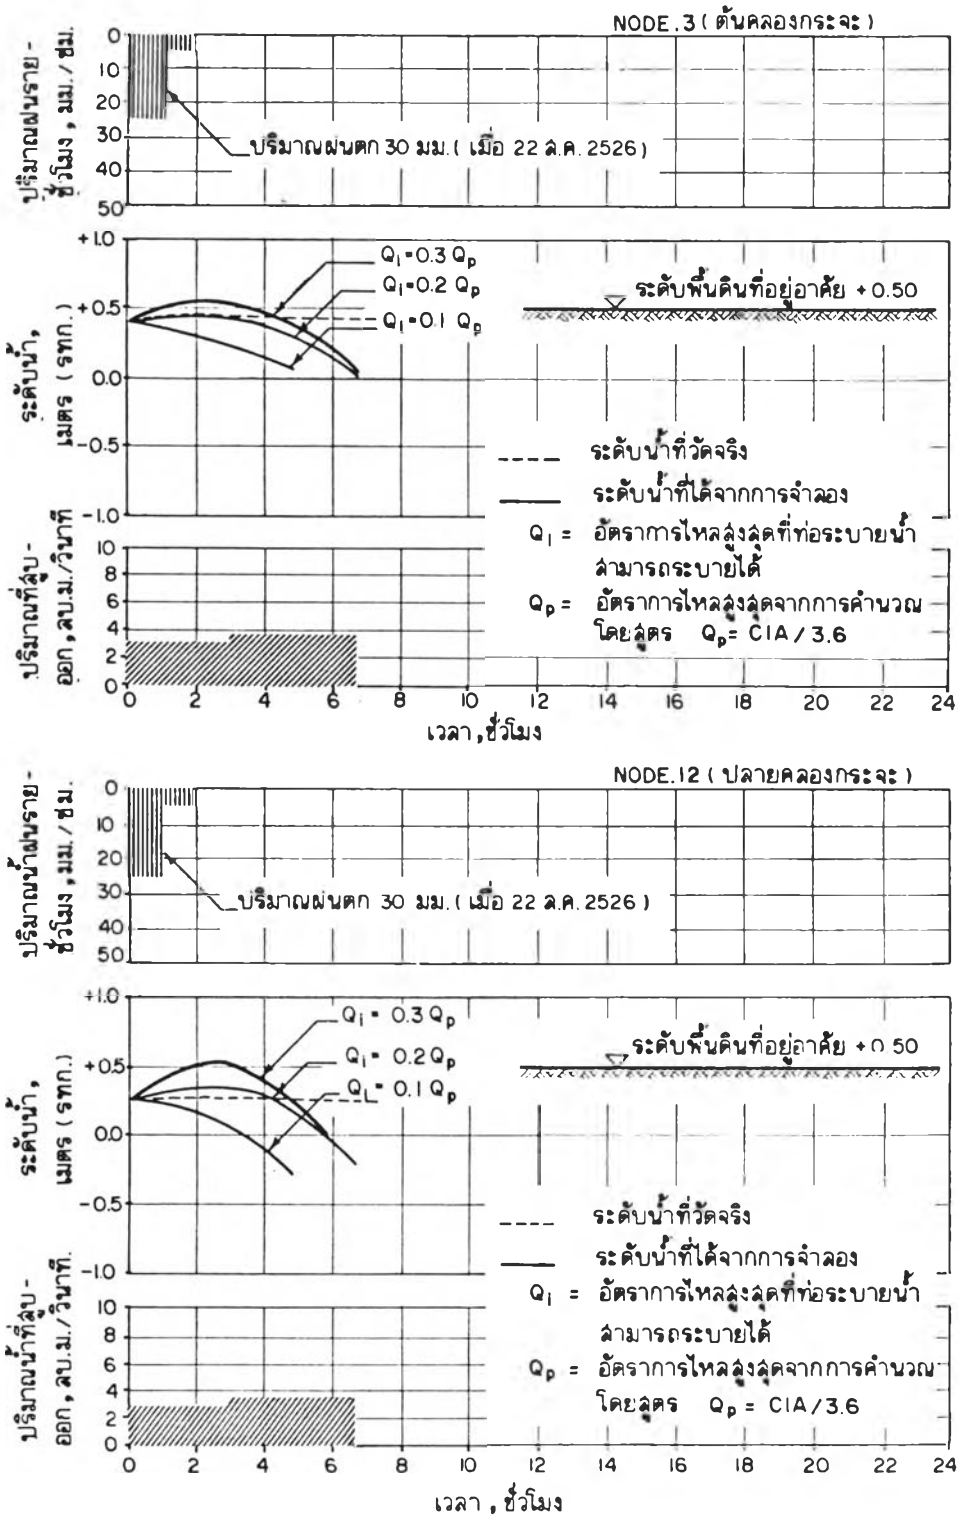 NODE.3 ( ต้นคลองกระจะ )
ปริมาณฝนราย-
ชั่วโมง , มม. / ชม.
0
10
20
30
40
50
ปริมาณฝนตก 30 มม. ( เมื่อ 22 ส.ค. 2526 )
ระดับน้ำ ,
เมตร ( รทก. )
+1.0
+0.5
0.0
-0.5
-1.0
Qi = 0.3 Qp
Qi = 0.2 Qp
Qi = 0.1 Qp
ระดับพื้นดินที่อยู่อาศัย +0.50
ระดับน้ำที่วัดจริง
ระดับน้ำที่ได้จากการจำลอง
Qi = อัตราการไหลสูงสุดที่ท่อระบายน้ำ
สามารถระบายได้
Qp = อัตราการไหลสูงสุดจากการคำนวณ
โดยสูตร Qp = CIA / 3.6
ปริมาณที่สูบ-
ออก , ลบ.ม./วินาที
10
8
6
4
2
0
0 2 4 6 8 10 12 14 16 18 20 22 24
เวลา , ชั่วโมง
NODE.12 ( ปลายคลองกระจะ )
ปริมาณน้ำฝนราย-
ชั่วโมง , มม. / ชม.
0
10
20
30
40
50
ปริมาณฝนตก 30 มม. ( เมื่อ 22 ส.ค. 2526 )
ระดับน้ำ ,
เมตร ( รทก. )
+1.0
+0.5
0.0
-0.5
-1.0
Qi = 0.3 Qp
Qi = 0.2 Qp
Qi = 0.1 Qp
ระดับพื้นดินที่อยู่อาศัย +0.50
ระดับน้ำที่วัดจริง
ระดับน้ำที่ได้จากการจำลอง
Qi = อัตราการไหลสูงสุดที่ท่อระบายน้ำ
สามารถระบายได้
Qp = อัตราการไหลสูงสุดจากการคำนวณ
โดยสูตร Qp = CIA / 3.6
ปริมาณน้ำที่สูบ-
ออก , ลบ.ม./วินาที
10
8
6
4
2
0
0 2 4 6 8 10 12 14 16 18 20 22 24
เวลา , ชั่วโมง